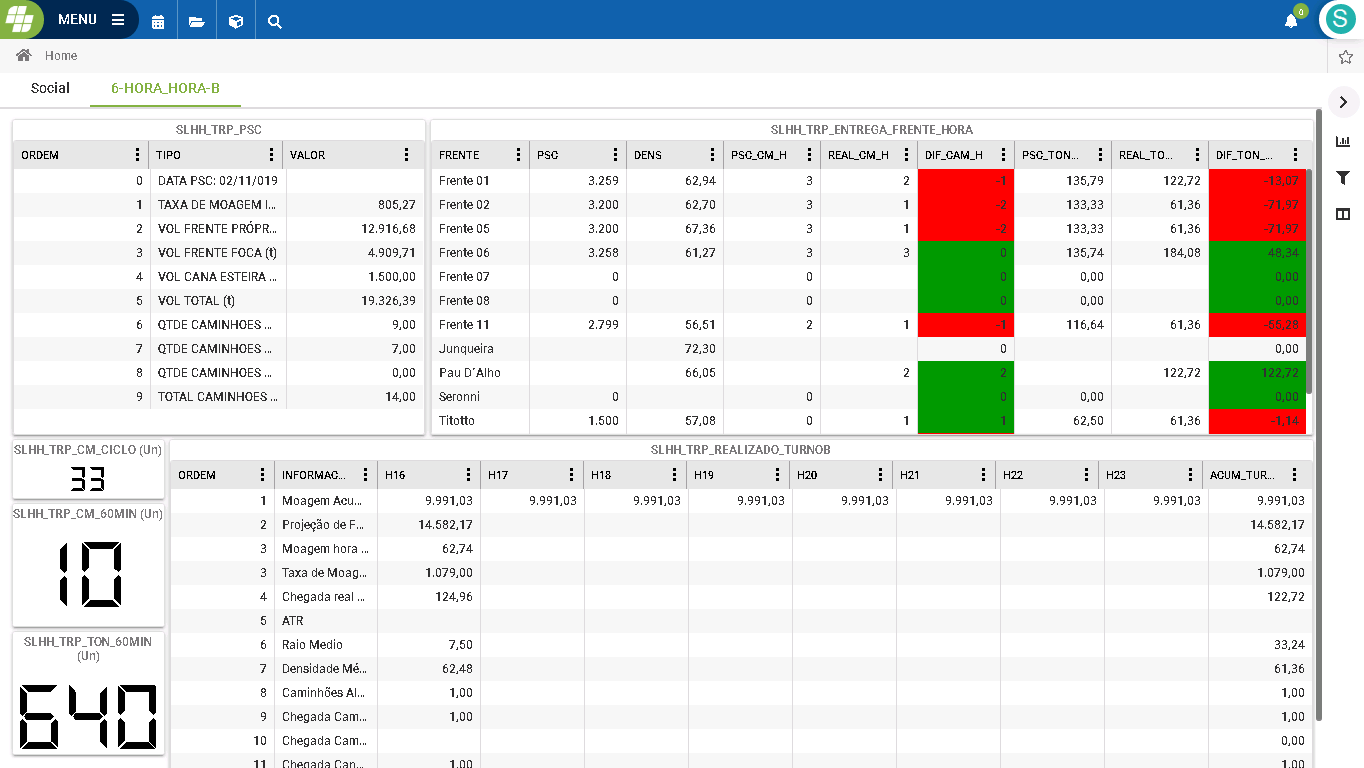 MENU
0
S
Home
Social 6-HORA_HORA-B
SLHH_TRP_PSC
ORDEM TIPO VALOR
0 DATA PSC: 02/11/019
1 TAXA DE MOAGEM I... 805,27
2 VOL FRENTE PRÓPR... 12.916,68
3 VOL FRENTE FOCA (t) 4.909,71
4 VOL CANA ESTEIRA ... 1.500,00
5 VOL TOTAL (t) 19.326,39
6 QTDE CAMINHOES ... 9,00
7 QTDE CAMINHOES ... 7,00
8 QTDE CAMINHOES ... 0,00
9 TOTAL CAMINHOES ... 14,00
SLHH_TRP_ENTREGA_FRENTE_HORA
FRENTE PSC DENS PSC_CM_H REAL_CM_H DIF_CAM_H PSC_TON... REAL_TO... DIF_TON_...
Frente 01 3.259 62,94 3 2 -1 135,79 122,72 -13,07
Frente 02 3.200 62,70 3 1 -2 133,33 61,36 -71,97
Frente 05 3.200 67,36 3 1 -2 133,33 61,36 -71,97
Frente 06 3.258 61,27 3 3 0 135,74 184,08 48,34
Frente 07 0 0 0 0,00 0,00
Frente 08 0 0 0 0,00 0,00
Frente 11 2.799 56,51 2 1 -1 116,64 61,36 -55,28
Junqueira 72,30 0 0,00
Pau D´Alho 66,05 2 2 122,72 122,72
Seronni 0 0 0 0,00 0,00
Titotto 1.500 57,08 0 1 1 62,50 61,36 -1,14
SLHH_TRP_CM_CICLO (Un)
33
SLHH_TRP_CM_60MIN (Un)
10
SLHH_TRP_TON_60MIN
(Un)
640
SLHH_TRP_REALIZADO_TURNOB
ORDEM INFORMAC... H16 H17 H18 H19 H20 H21 H22 H23 ACUM_TUR...
1 Moagem Acu... 9.991,03 9.991,03 9.991,03 9.991,03 9.991,03 9.991,03 9.991,03 9.991,03 9.991,03
2 Projeção de F... 14.582,17 14.582,17
3 Moagem hora ... 62,74 62,74
3 Taxa de Moag... 1.079,00 1.079,00
4 Chegada real ... 124,96 122,72
5 ATR
6 Raio Medio 7,50 33,24
7 Densidade Mé... 62,48 61,36
8 Caminhões Al... 1,00 1,00
9 Chegada Cam... 1,00 1,00
10 Chegada Cam... 0,00
11 Chegada Can... 1,00 1,00